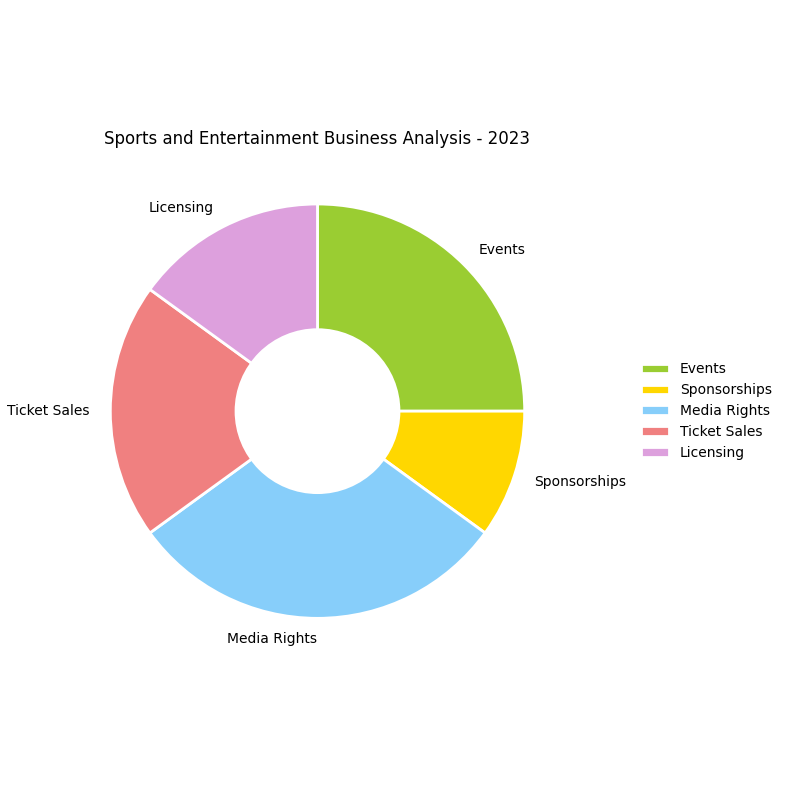 Sports and Entertainment Business Analysis - 2023
Licensing
Events
Ticket Sales
Sponsorships
Media Rights
Events
Sponsorships
Media Rights
Ticket Sales
Licensing